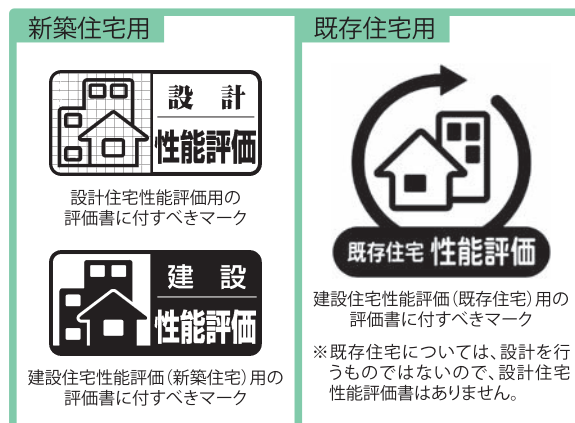 新築住宅用
設 計
性能評価
設計住宅性能評価用の
評価書に付すべきマーク
建 設
性能評価
建設住宅性能評価(新築住宅)用の
評価書に付すべきマーク
既存住宅用
既存住宅 性能評価
建設住宅性能評価(既存住宅)用の
評価書に付すべきマーク
※既存住宅については、設計を行
うものではないので、設計住宅
性能評価書はありません。